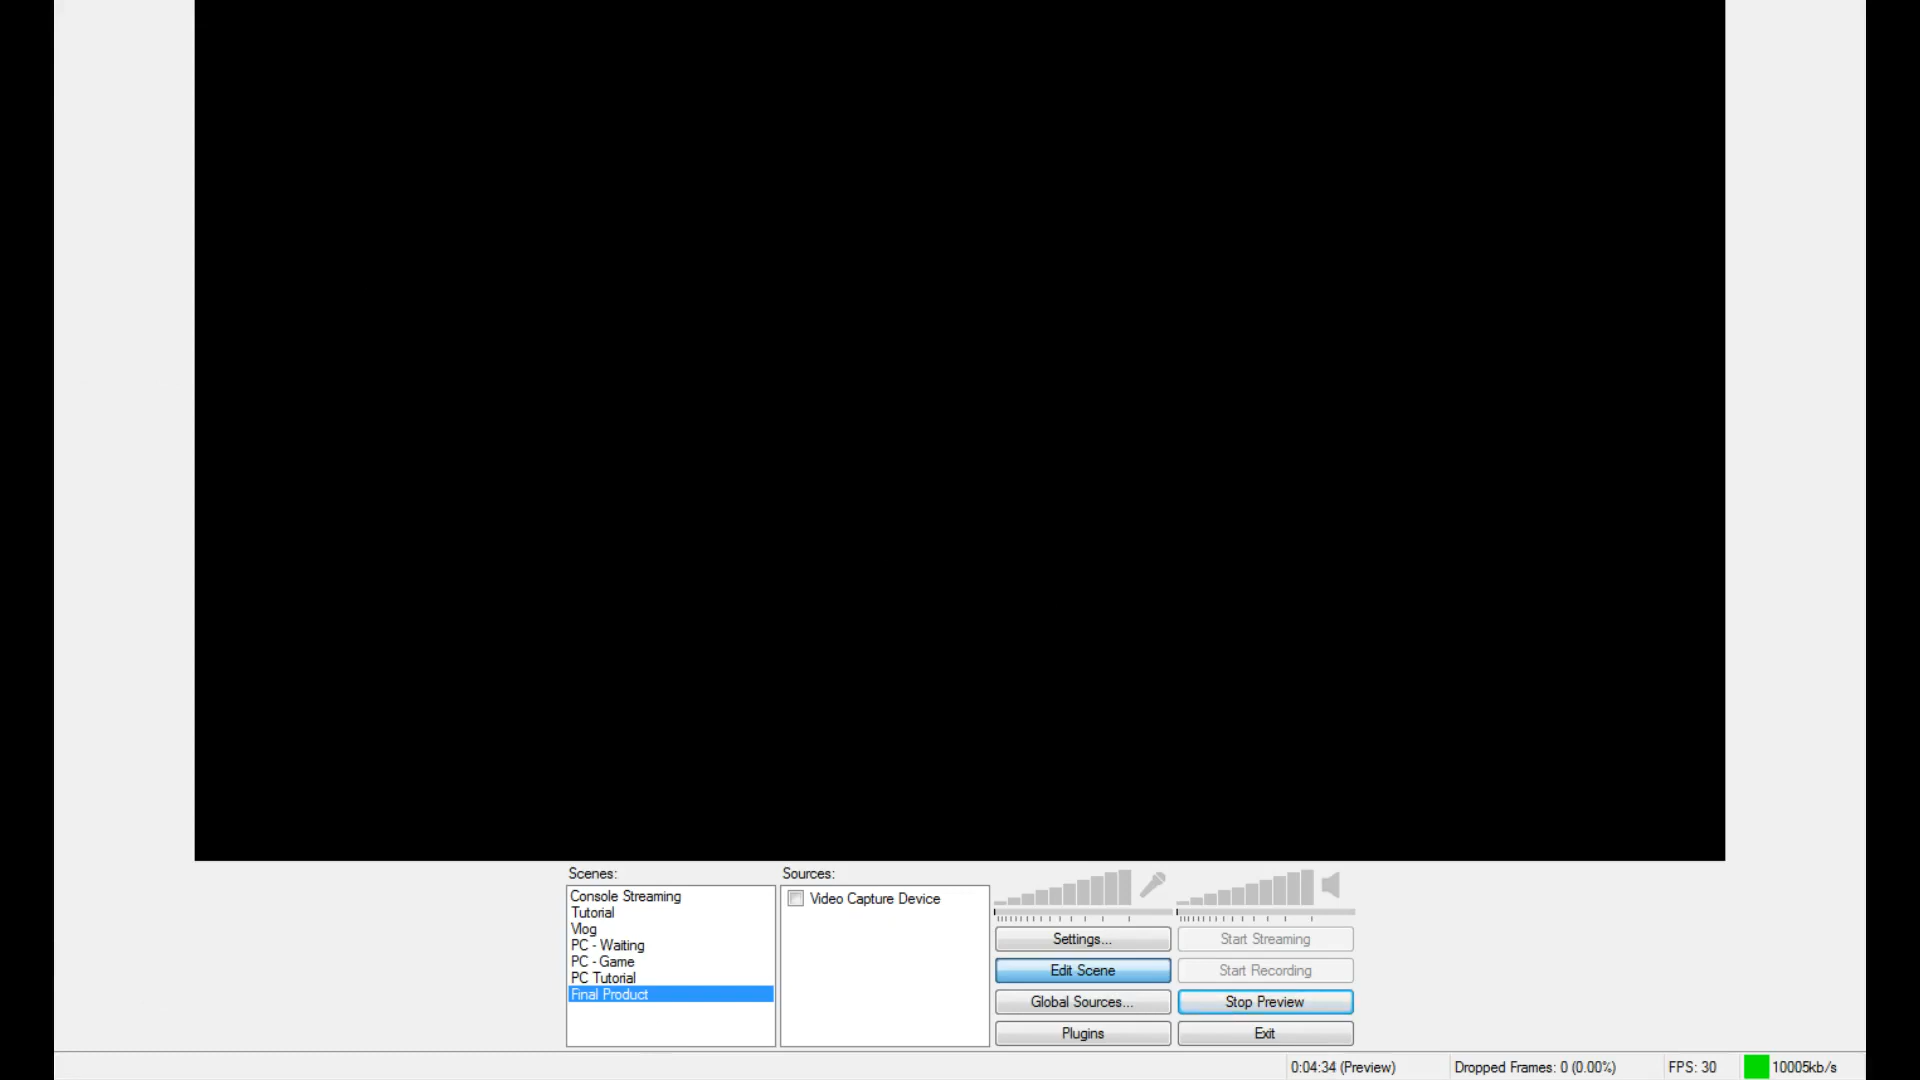 Scenes:
Console Streaming
Tutorial
Vlog
PC - Waiting
PC - Game
PC Tutorial
Final Product
Sources:
Video Capture Device
Settings...
Edit Scene
Global Sources...
Plugins
Start Streaming
Start Recording
Stop Preview
Exit
0:04:34 (Preview)
Dropped Frames: 0 (0.00%)
FPS: 30
10005kb/s